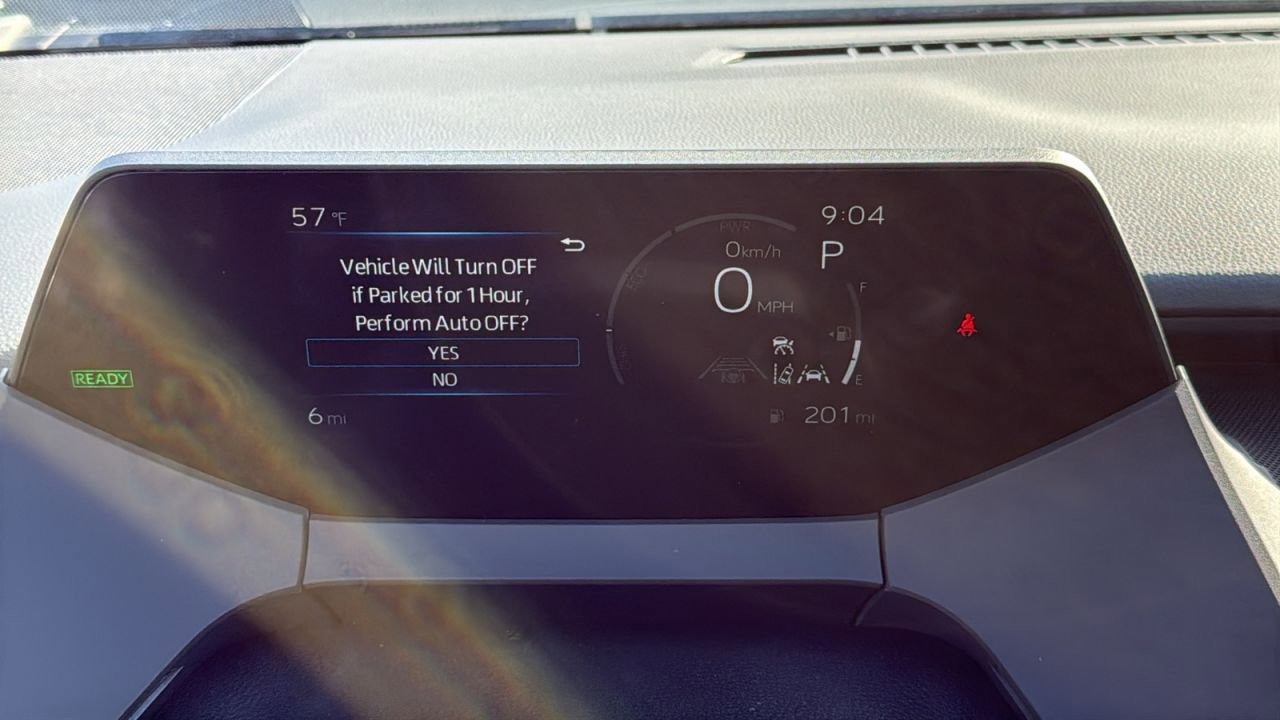 57 °F
Vehicle Will Turn OFF
if Parked for 1 Hour,
Perform Auto OFF?
YES
NO
6 mi
READY
PWR
9:04
0 km/h
P
0 MPH
F
E
201 mi